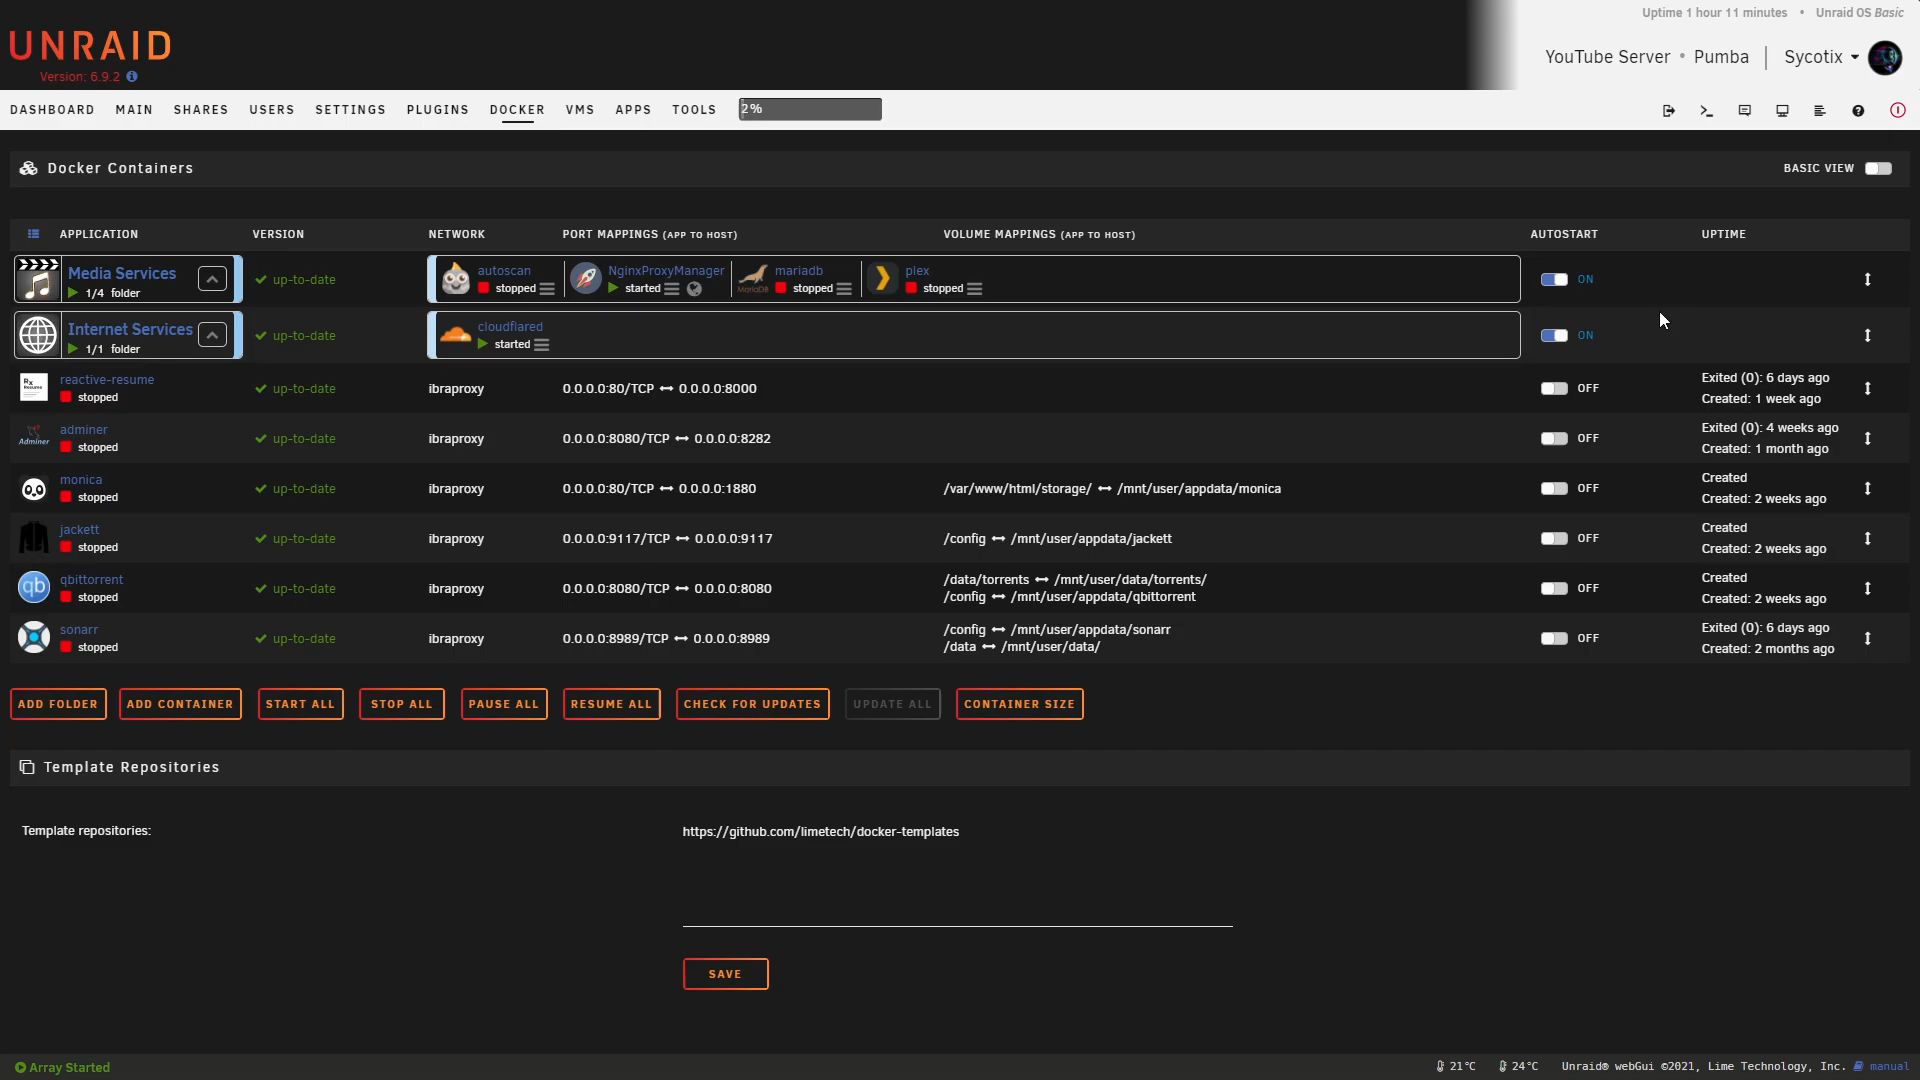 Uptime 1 hour 11 minutes • Unraid OS Basic
UNRAID
Version: 6.9.2
YouTube Server • Pumba | Sycotix
DASHBOARD MAIN SHARES USERS SETTINGS PLUGINS DOCKER VMS APPS TOOLS 2%
Docker Containers
BASIC VIEW
APPLICATION VERSION NETWORK PORT MAPPINGS (APP TO HOST) VOLUME MAPPINGS (APP TO HOST) AUTOSTART UPTIME
Media Services
1/4 folder
up-to-date
autoscan
stopped
NginxProxyManager
started
mariadb
stopped
MariaDB
plex
stopped
ON
Internet Services
1/1 folder
up-to-date
cloudflared
started
ON
Rx
Resume
reactive-resume
stopped
up-to-date
ibraproxy
0.0.0.0:80/TCP ↔ 0.0.0.0:8000
OFF
Exited (0): 6 days ago
Created: 1 week ago
Adminer
adminer
stopped
up-to-date
ibraproxy
0.0.0.0:8080/TCP ↔ 0.0.0.0:8282
OFF
Exited (0): 4 weeks ago
Created: 1 month ago
monica
stopped
up-to-date
ibraproxy
0.0.0.0:80/TCP ↔ 0.0.0.0:1880
/var/www/html/storage/ ↔ /mnt/user/appdata/monica
OFF
Created
Created: 2 weeks ago
jackett
stopped
up-to-date
ibraproxy
0.0.0.0:9117/TCP ↔ 0.0.0.0:9117
/config ↔ /mnt/user/appdata/jackett
OFF
Created
Created: 2 weeks ago
qb
qbittorrent
stopped
up-to-date
ibraproxy
0.0.0.0:8080/TCP ↔ 0.0.0.0:8080
/data/torrents ↔ /mnt/user/data/torrents/
/config ↔ /mnt/user/appdata/qbittorrent
OFF
Created
Created: 2 weeks ago
sonarr
stopped
up-to-date
ibraproxy
0.0.0.0:8989/TCP ↔ 0.0.0.0:8989
/config ↔ /mnt/user/appdata/sonarr
/data ↔ /mnt/user/data/
OFF
Exited (0): 6 days ago
Created: 2 months ago
ADD FOLDER ADD CONTAINER START ALL STOP ALL PAUSE ALL RESUME ALL CHECK FOR UPDATES UPDATE ALL CONTAINER SIZE
Template Repositories
Template repositories:
https://github.com/limetech/docker-templates
SAVE
Array Started
21°C 24°C Unraid® webGui ©2021, Lime Technology, Inc. manual